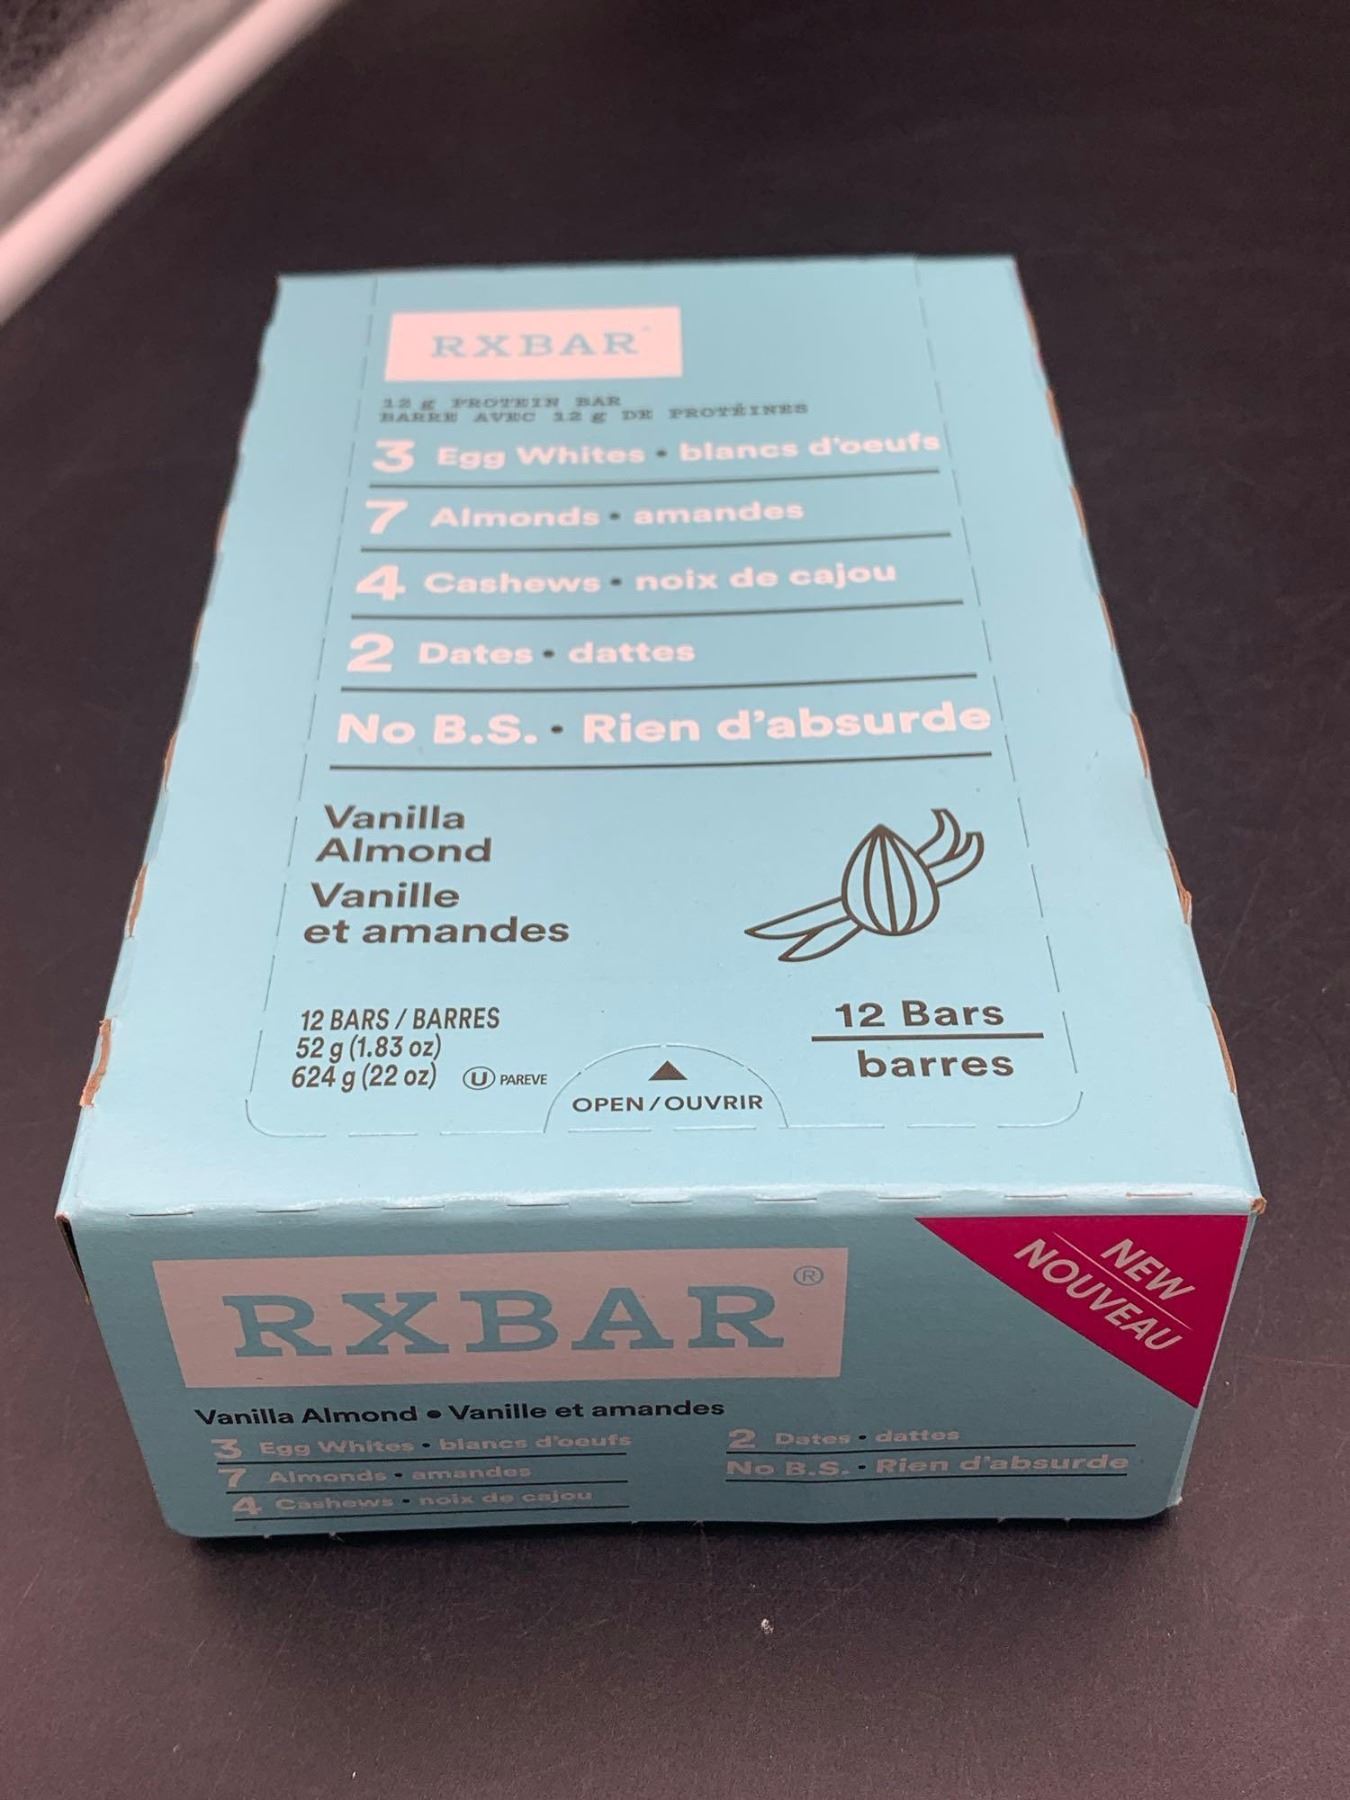 RXBAR
12 g PROTEIN BAR
BARRE AVEC 12 g DE PROTÉINES
3 Egg Whites • blancs d'oeufs
7 Almonds • amandes
4 Cashews • noix de cajou
2 Dates • dattes
No B.S. • Rien d'absurde
Vanilla
Almond
Vanille
et amandes
12 BARS / BARRES
52 g (1.83 oz)
624 g (22 oz) U PAREVE
OPEN/OUVRIR
12 Bars
barres
RXBAR®
NEW
NOUVEAU
Vanilla Almond • Vanille et amandes
3 Egg Whites • blancs d'oeufs
7 Almonds • amandes
4 Cashews • noix de cajou
2 Dates • dattes
No B.S. • Rien d'absurde